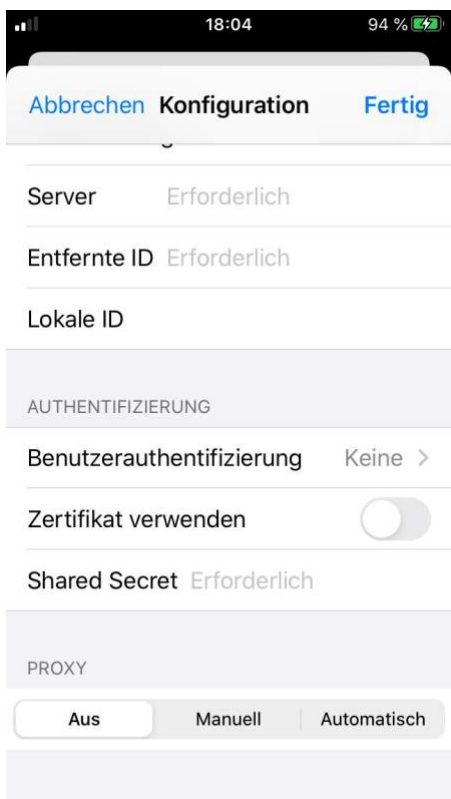 18:04 94 %
Abbrechen Konfiguration Fertig
Server Erforderlich
Entfernte ID Erforderlich
Lokale ID
AUTHENTIFIZIERUNG
Benutzerauthentifizierung Keine >
Zertifikat verwenden
Shared Secret Erforderlich
PROXY
Aus Manuell Automatisch